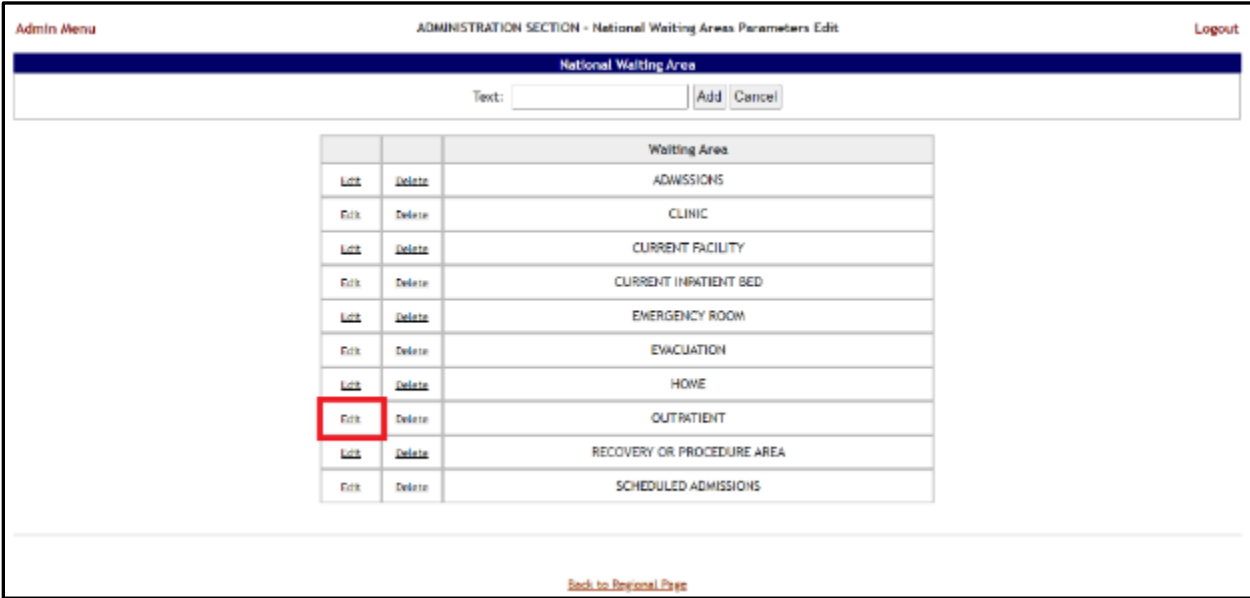 Admin Menu ADMINISTRATION SECTION - National Waiting Areas Parameters Edit Logout
National Waiting Area
Text: Add Cancel
Waiting Area
Edit Delete ADMISSIONS
Edit Delete CLINIC
Edit Delete CURRENT FACILITY
Edit Delete CURRENT INPATIENT BED
Edit Delete EMERGENCY ROOM
Edit Delete EVACUATION
Edit Delete HOME
Edit Delete OUTPATIENT
Edit Delete RECOVERY OR PROCEDURE AREA
Edit Delete SCHEDULED ADMISSIONS
Back to Regional Page